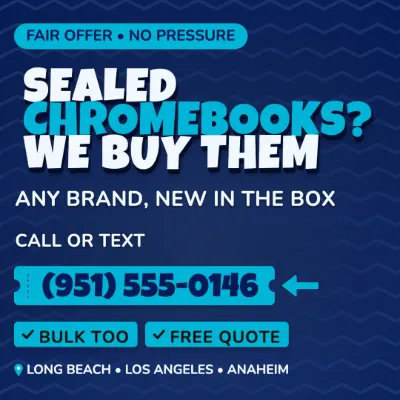 FAIR OFFER • NO PRESSURE
SEALED
CHROMEBOOKS?
WE BUY THEM
ANY BRAND, NEW IN THE BOX
CALL OR TEXT
(951) 555-0146
BULK TOO
FREE QUOTE
LONG BEACH • LOS ANGELES • ANAHEIM